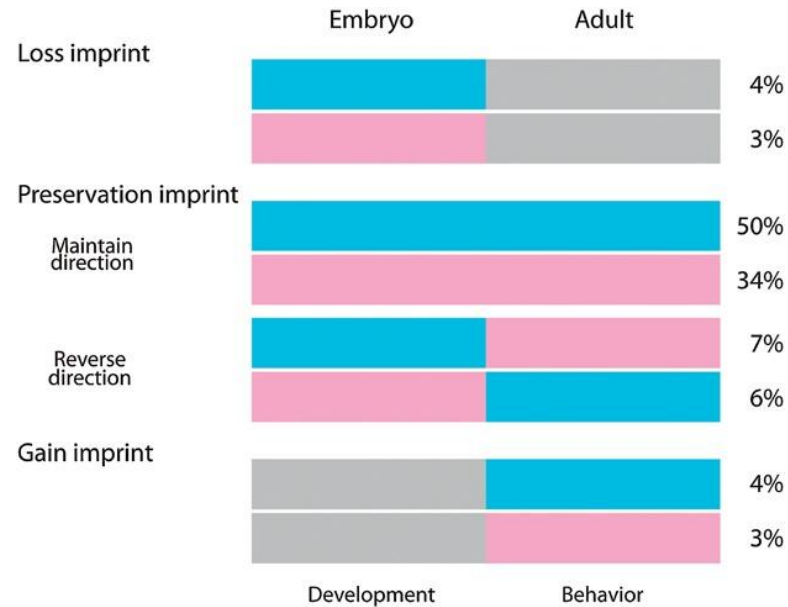 Embryo Adult
Loss imprint
4%
3%
Preservation imprint
Maintain
direction
50%
34%
Reverse
direction
7%
6%
Gain imprint
4%
3%
Development Behavior